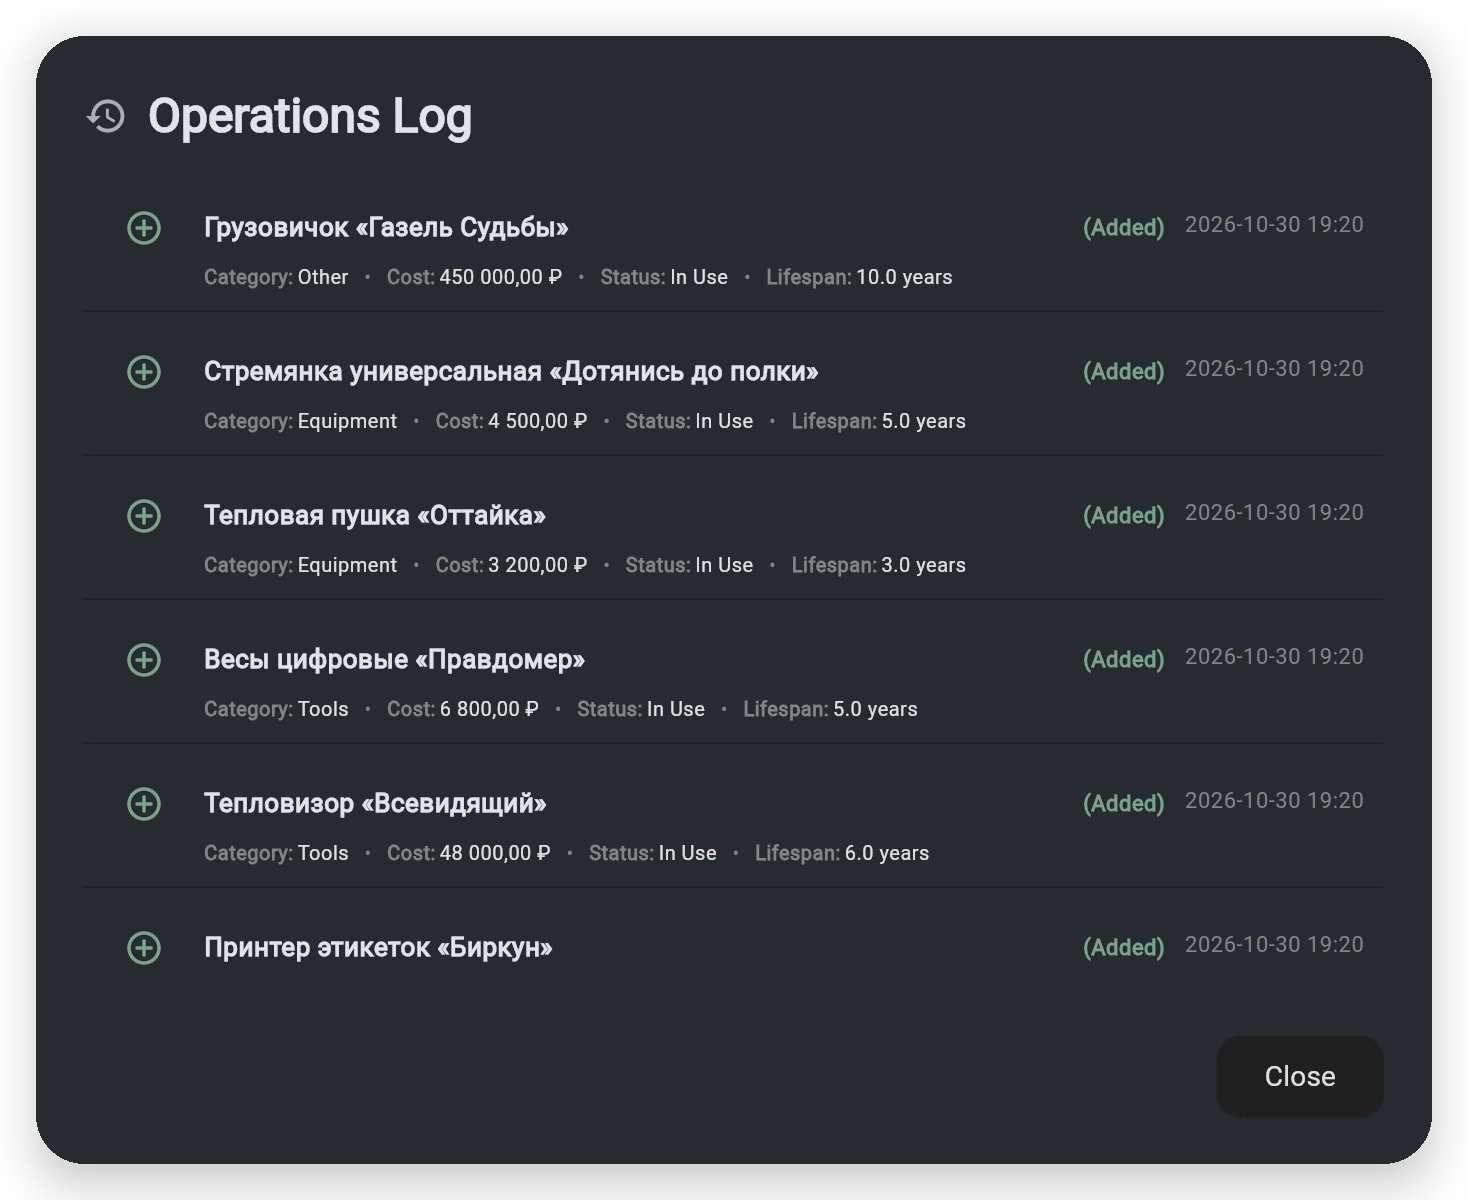 Operations Log
Грузовичок «Газель Судьбы» (Added) 2026-10-30 19:20
Category: Other • Cost: 450 000,00 ₽ • Status: In Use • Lifespan: 10.0 years
Стремянка универсальная «Дотянись до полки» (Added) 2026-10-30 19:20
Category: Equipment • Cost: 4 500,00 ₽ • Status: In Use • Lifespan: 5.0 years
Тепловая пушка «Оттайка» (Added) 2026-10-30 19:20
Category: Equipment • Cost: 3 200,00 ₽ • Status: In Use • Lifespan: 3.0 years
Весы цифровые «Правдомер» (Added) 2026-10-30 19:20
Category: Tools • Cost: 6 800,00 ₽ • Status: In Use • Lifespan: 5.0 years
Тепловизор «Всевидящий» (Added) 2026-10-30 19:20
Category: Tools • Cost: 48 000,00 ₽ • Status: In Use • Lifespan: 6.0 years
Принтер этикеток «Биркун» (Added) 2026-10-30 19:20
Close